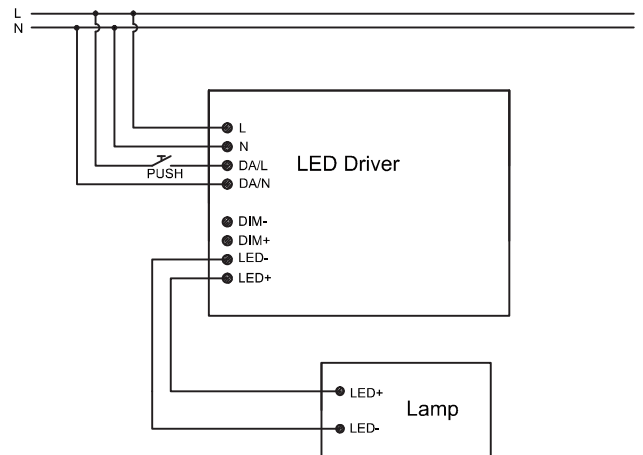 L
N
L
N
DA/L
PUSH
DA/N
LED Driver
DIM-
DIM+
LED-
LED+
LED+
Lamp
LED-